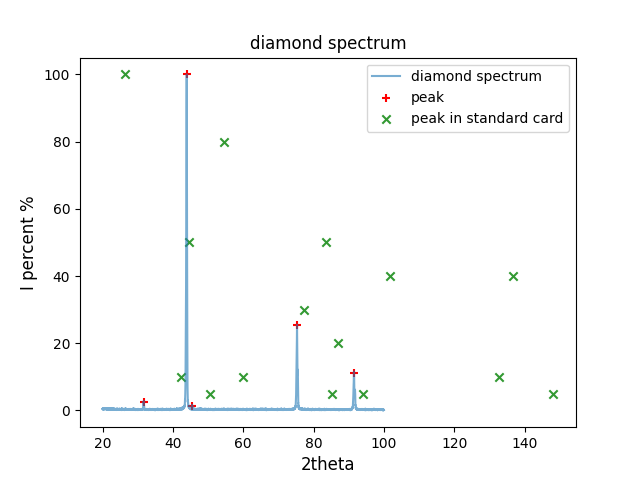 diamond spectrum
diamond spectrum
peak
peak in standard card
100
80
60
40
20
0
I percent %
20 40 60 80 100 120 140
2theta